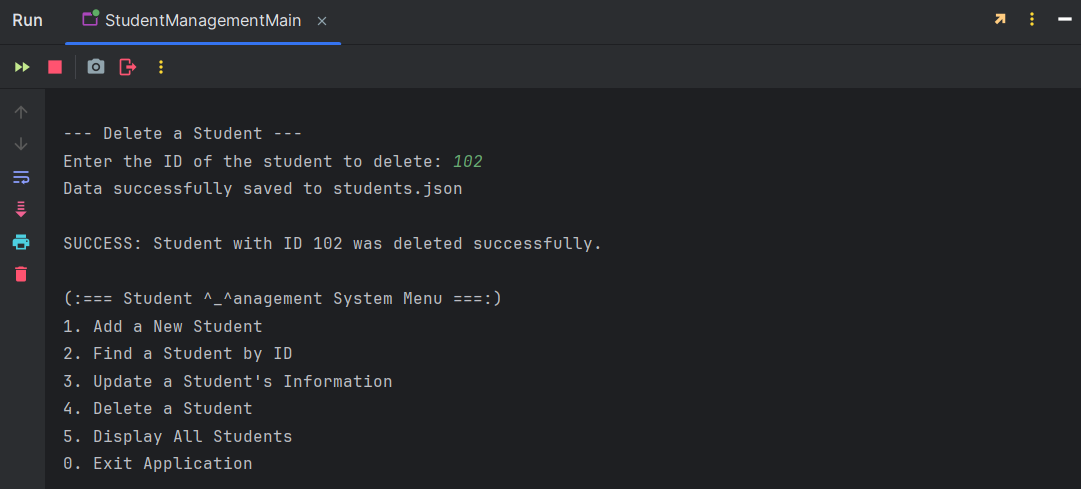 Run
StudentManagementMain
--- Delete a Student ---
Enter the ID of the student to delete: 102
Data successfully saved to students.json
SUCCESS: Student with ID 102 was deleted successfully.
(:=== Student ^_^anagement System Menu ===:)
1. Add a New Student
2. Find a Student by ID
3. Update a Student's Information
4. Delete a Student
5. Display All Students
0. Exit Application